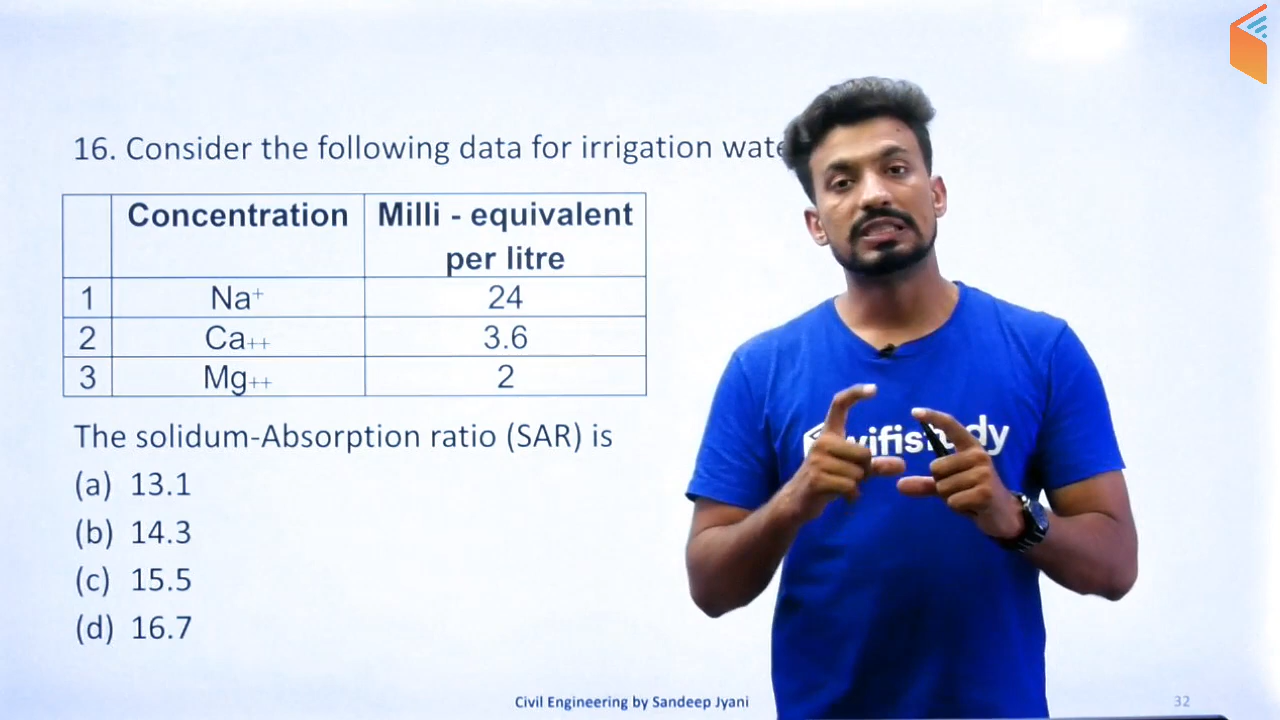 16. Consider the following data for irrigation
Concentration
Milli - equivalent
per litre
1 Na+ 24
2 Ca++ 3.6
3 Mg++ 2
The solidum-Absorption ratio (SAR) is
(a) 13.1
(b) 14.3
(c) 15.5
(d) 16.7
Civil Engineering by Sandeep Jyani
32